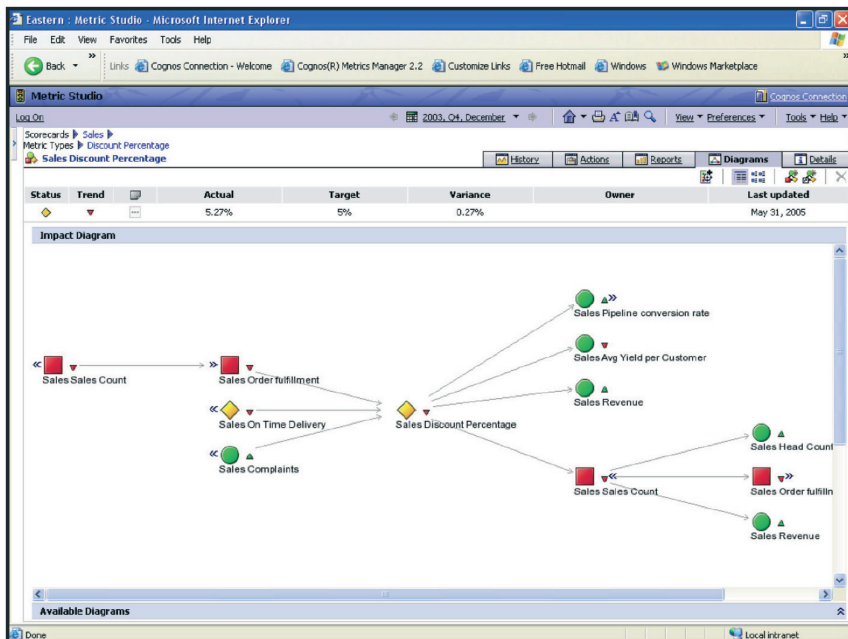 Eastern : Metric Studio - Microsoft Internet Explorer
File Edit View Favorites Tools Help
Back » Links Cognos Connection - Welcome Cognos(R) Metrics Manager 2.2 Customize Links Free Hotmail Windows Windows Marketplace »
Metric Studio Cognos Connection
Log On 2003, Q4, December View Preferences Tools Help
Scorecards Sales
Metric Types Discount Percentage
Sales Discount Percentage History Actions Reports Diagrams Details
Status Trend Actual Target Variance Owner Last updated
5.27% 5% 0.27% May 31, 2005
Impact Diagram
Sales Pipeline conversion rate
Sales Avg Yield per Customer
Sales Sales Count Sales Order fulfillment
Sales Revenue
Sales On Time Delivery Sales Discount Percentage
Sales Head Count
Sales Complaints
Sales Sales Count Sales Order fulfilln
Sales Revenue
Available Diagrams
Done Local intranet